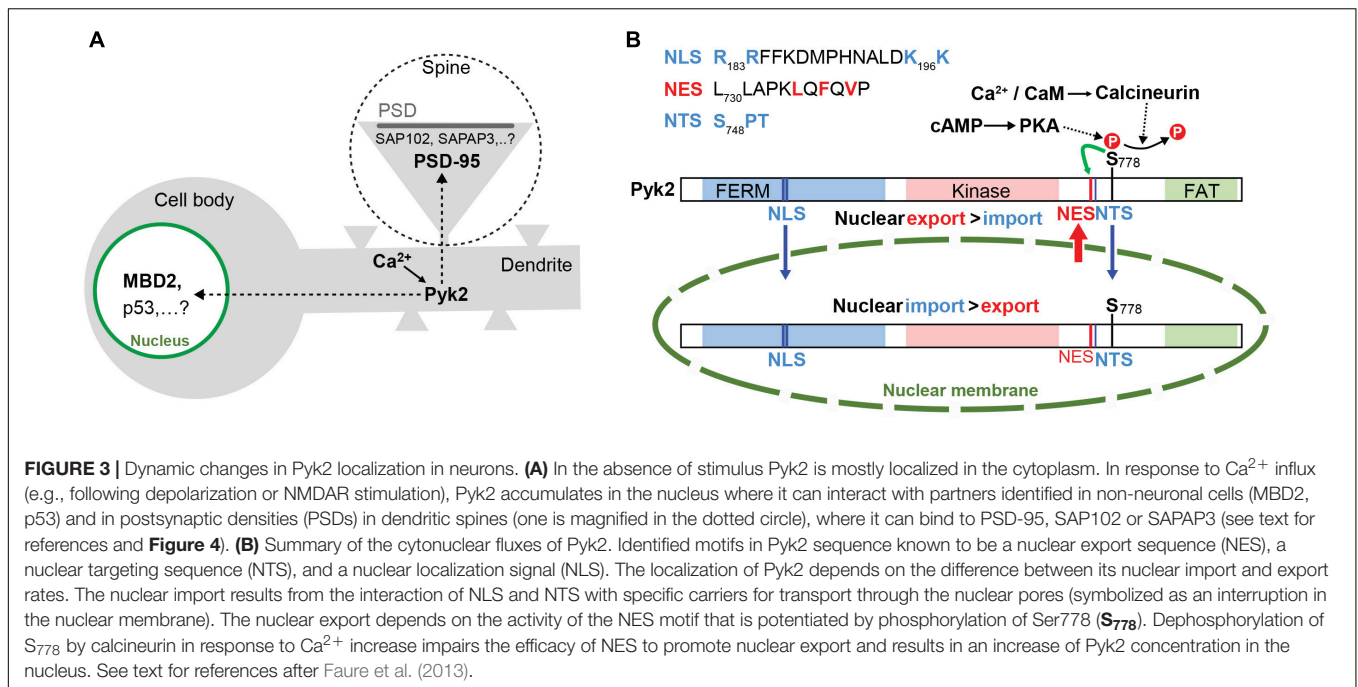 A
Spine
PSD
SAP102, SAPAP3,..?
PSD-95
Cell body
Ca²⁺
Dendrite
MBD2,
p53,...?
Pyk2
Nucleus
B
NLS R₁₈₃RFFKDMPHNALDK₁₉₆K
NES L₇₃₀LAPKLQFQVP
NTS S₇₄₈PT
Ca²⁺ / CaM Calcineurin
cAMP PKA
P
P
S₇₇₈
Pyk2
FERM Kinase FAT
NLS NES NTS
Nuclear export > import
Nuclear import > export
S₇₇₈
NLS NES NTS
Nuclear membrane
FIGURE 3 | Dynamic changes in Pyk2 localization in neurons. (A) In the absence of stimulus Pyk2 is mostly localized in the cytoplasm. In response to Ca²⁺ influx
(e.g., following depolarization or NMDAR stimulation), Pyk2 accumulates in the nucleus where it can interact with partners identified in non-neuronal cells (MBD2,
p53) and in postsynaptic densities (PSDs) in dendritic spines (one is magnified in the dotted circle), where it can bind to PSD-95, SAP102 or SAPAP3 (see text for
references and Figure 4). (B) Summary of the cytonuclear fluxes of Pyk2. Identified motifs in Pyk2 sequence known to be a nuclear export sequence (NES), a
nuclear targeting sequence (NTS), and a nuclear localization signal (NLS). The localization of Pyk2 depends on the difference between its nuclear import and export
rates. The nuclear import results from the interaction of NLS and NTS with specific carriers for transport through the nuclear pores (symbolized as an interruption in
the nuclear membrane). The nuclear export depends on the activity of the NES motif that is potentiated by phosphorylation of Ser778 (S₇₇₈). Dephosphorylation of
S₇₇₈ by calcineurin in response to Ca²⁺ increase impairs the efficacy of NES to promote nuclear export and results in an increase of Pyk2 concentration in the
nucleus. See text for references after Faure et al. (2013).